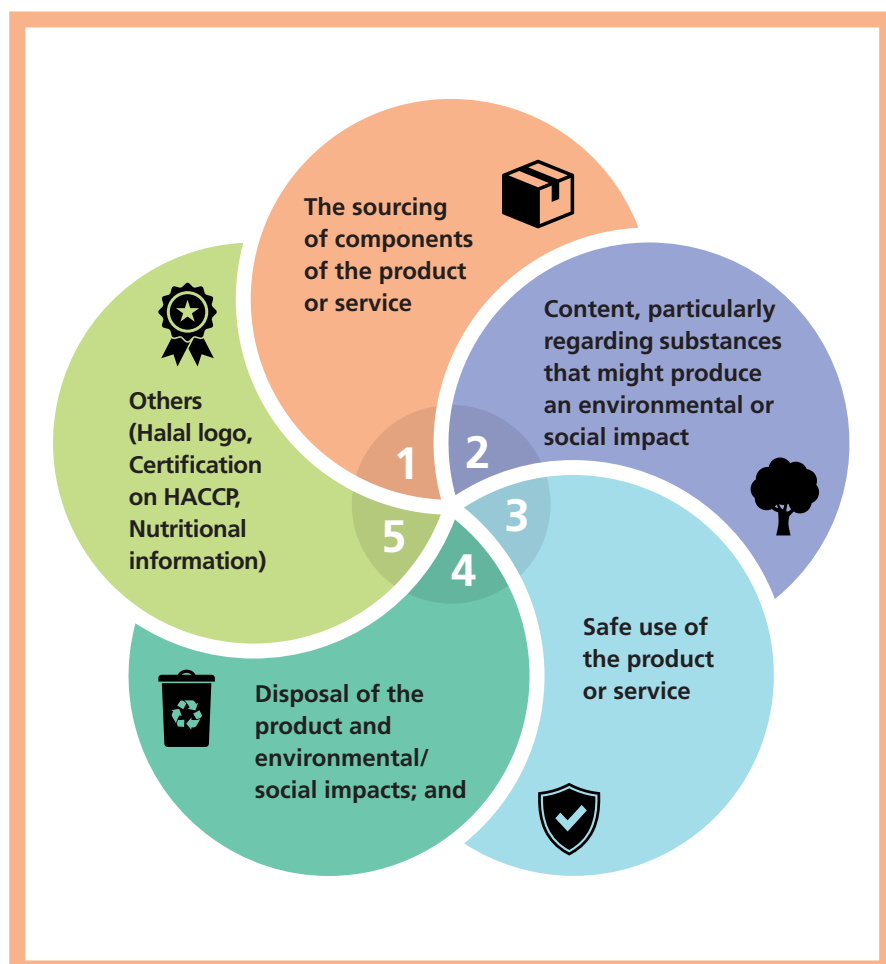 1
The sourcing
of components
of the product
or service
2
Content, particularly
regarding substances
that might produce
an environmental or
social impact
3
Safe use of
the product
or service
4
Disposal of the
product and
environmental/
social impacts; and
5
Others
(Halal logo,
Certification
on HACCP,
Nutritional
information)